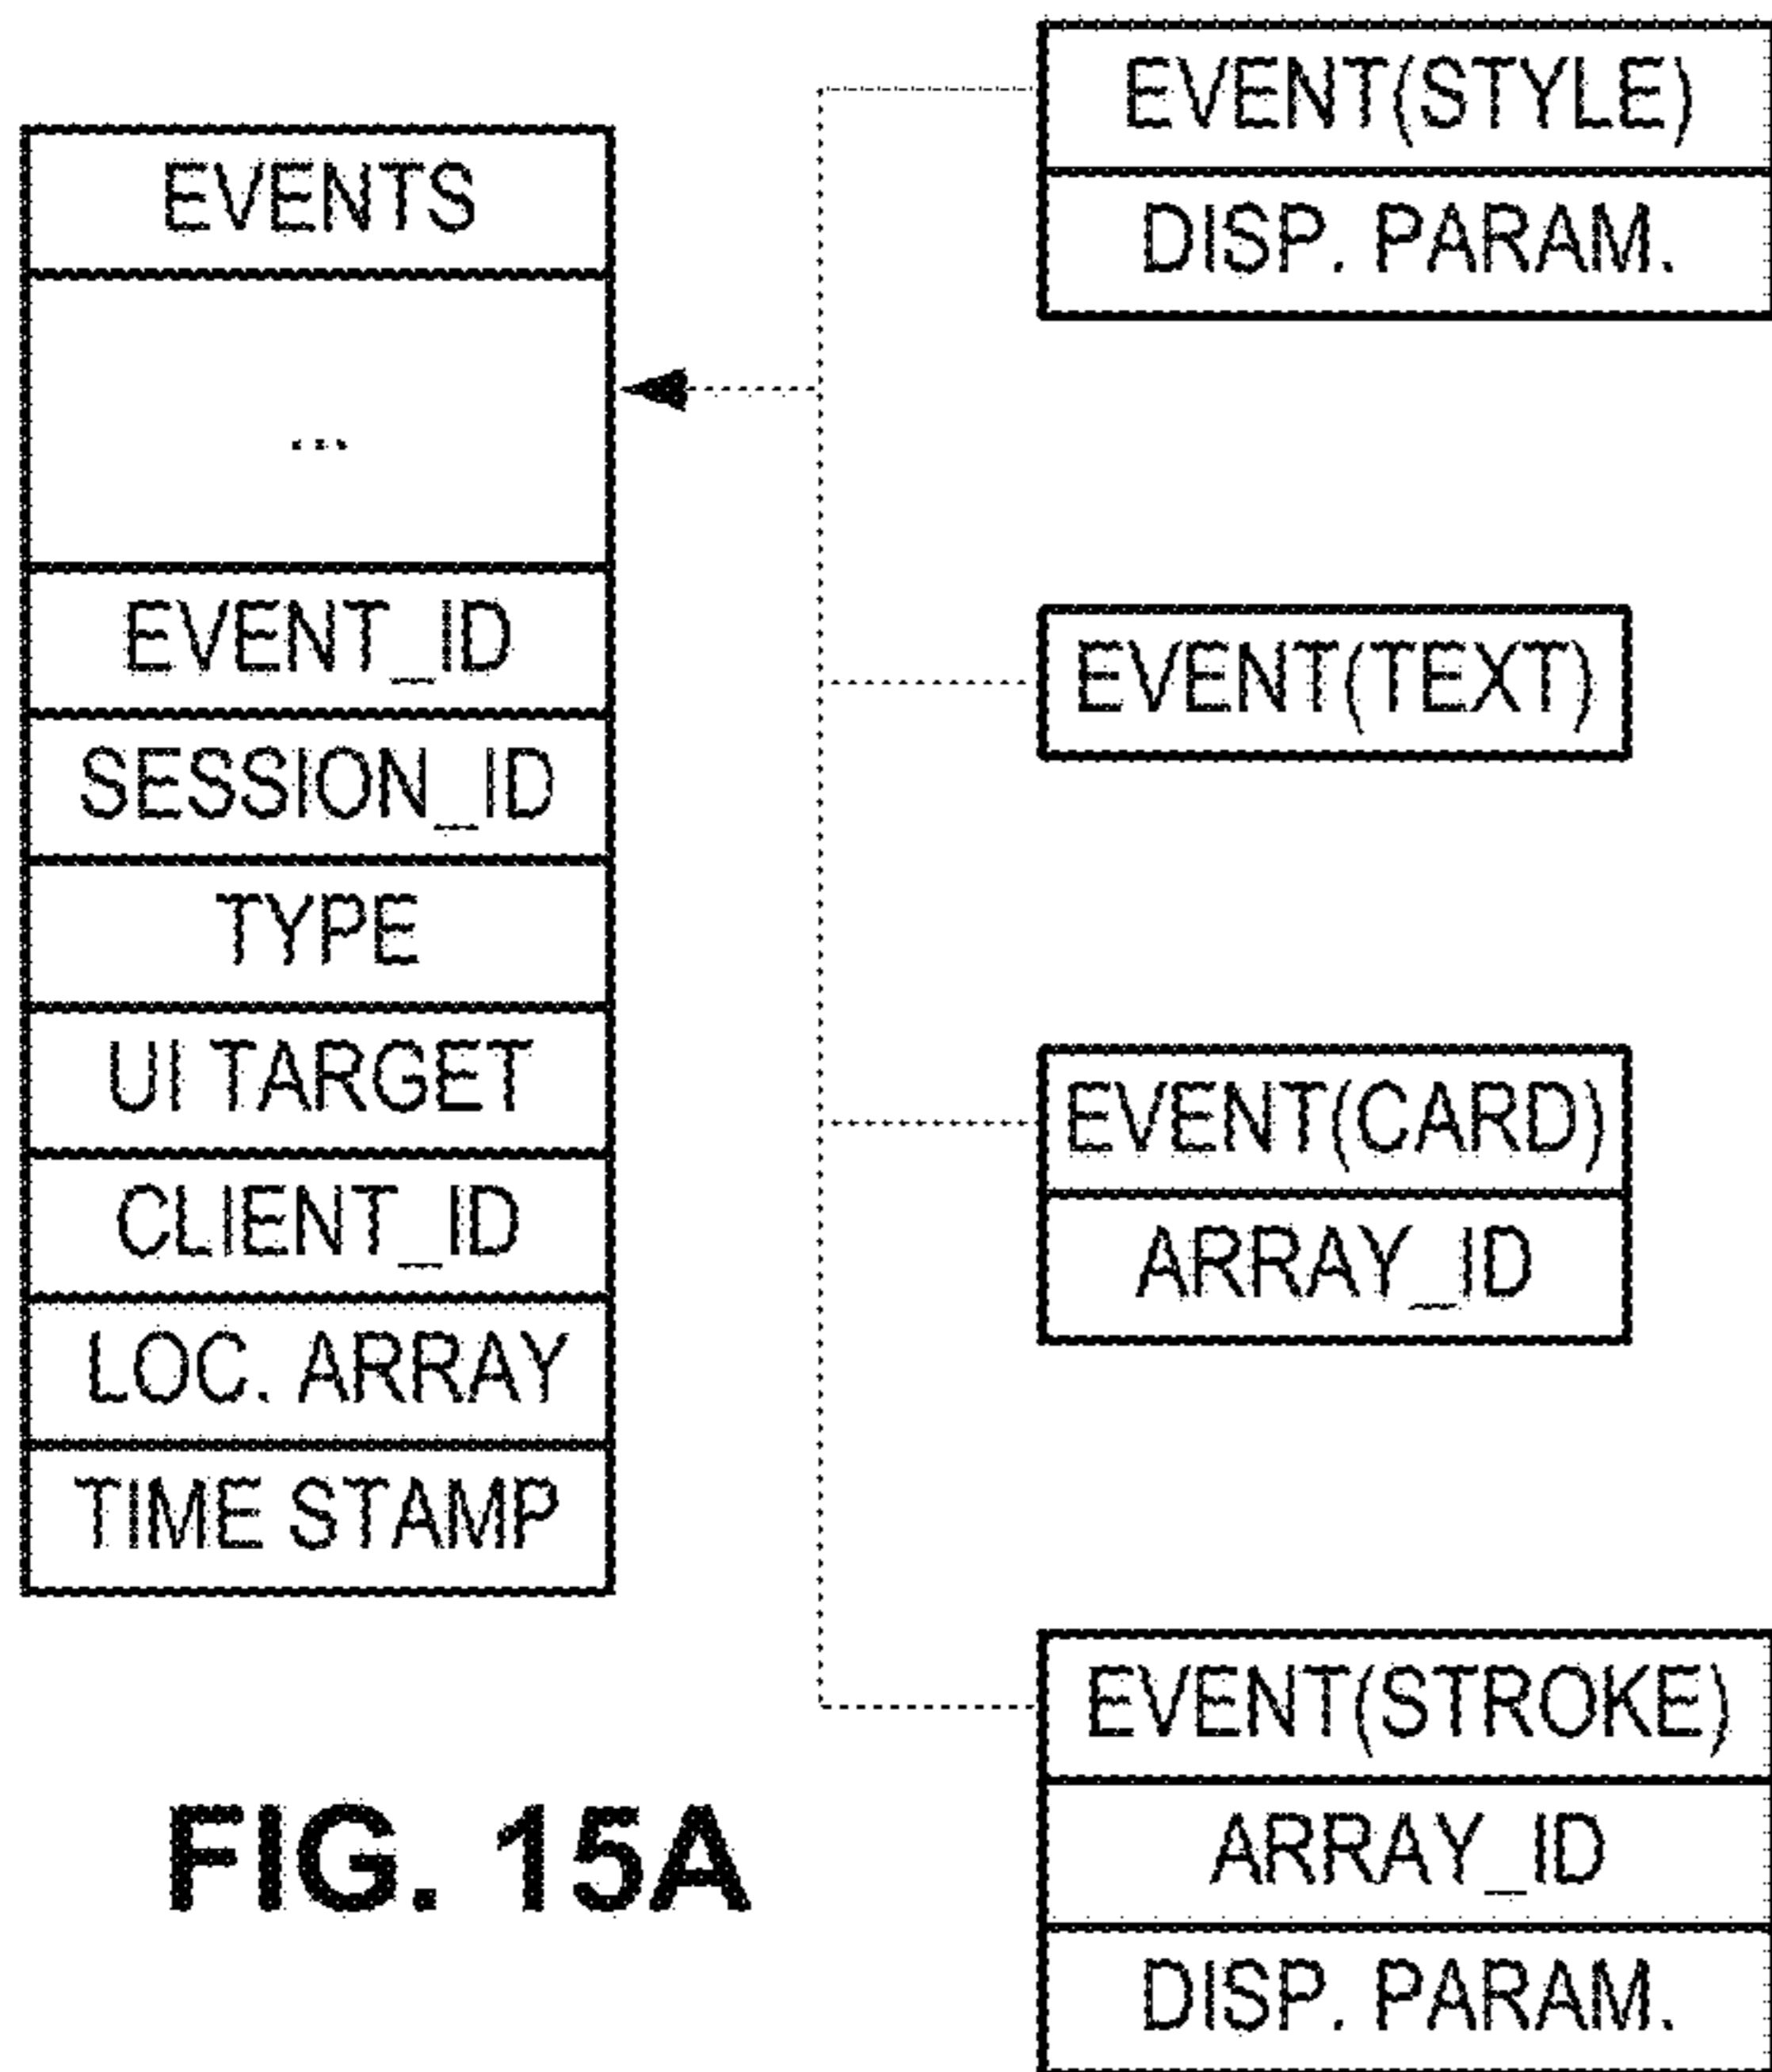 EVENTS
...
EVENT_ID
SESSION_ID
TYPE
UI TARGET
CLIENT_ID
LOC. ARRAY
TIME STAMP
EVENT(STYLE)
DISP. PARAM.
EVENT(TEXT)
EVENT(CARD)
ARRAY_ID
EVENT(STROKE)
ARRAY_ID
DISP. PARAM.
FIG. 15A